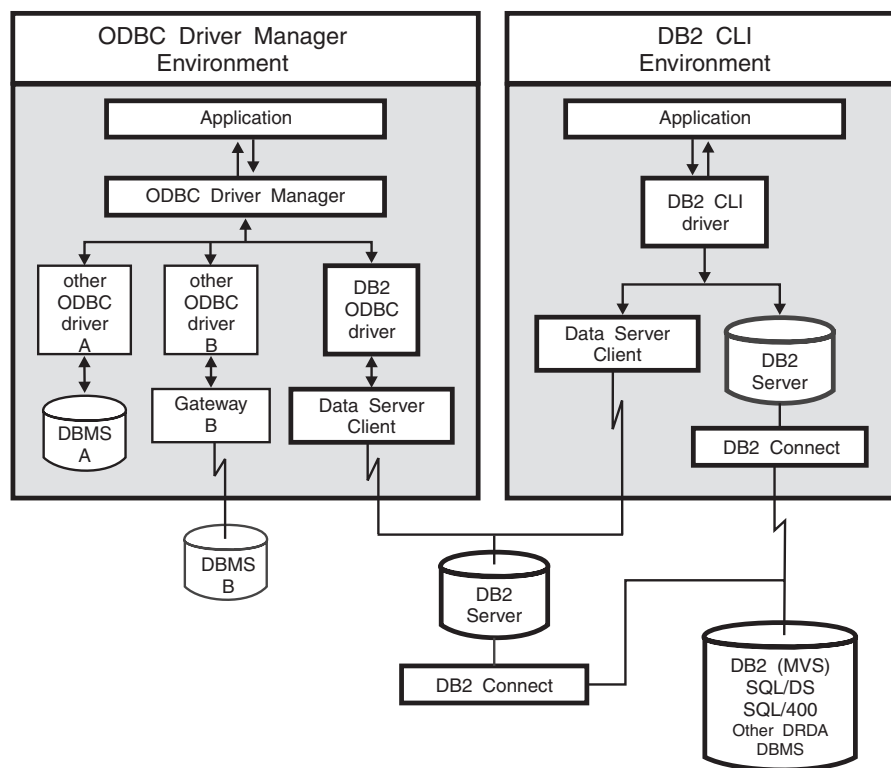 ODBC Driver Manager
Environment
Application
ODBC Driver Manager
other
ODBC
driver
A
other
ODBC
driver
B
DB2
ODBC
driver
DBMS
A
Gateway
B
Data Server
Client
DBMS
B
DB2 CLI
Environment
Application
DB2 CLI
driver
Data Server
Client
DB2
Server
DB2 Connect
DB2
Server
DB2 Connect
DB2 (MVS)
SQL/DS
SQL/400
Other DRDA
DBMS